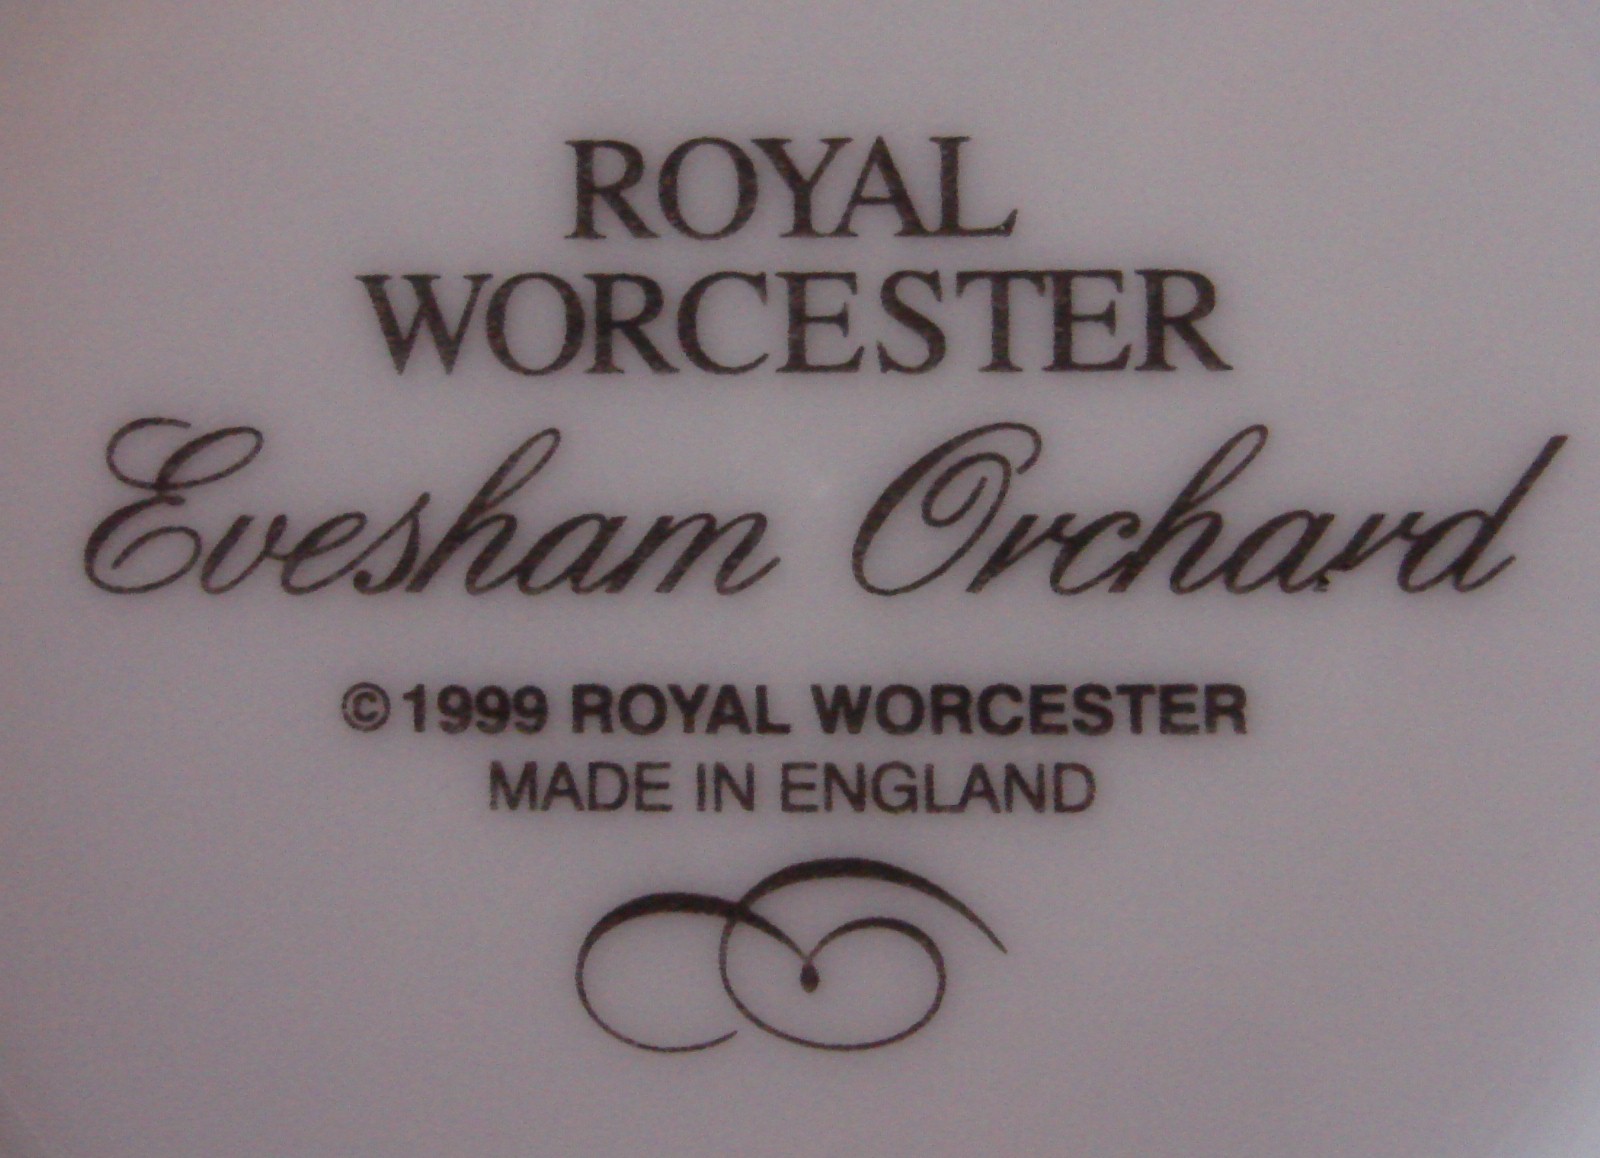 ROYAL
WORCESTER
Evesham Orchard
©1999 ROYAL WORCESTER
MADE IN ENGLAND